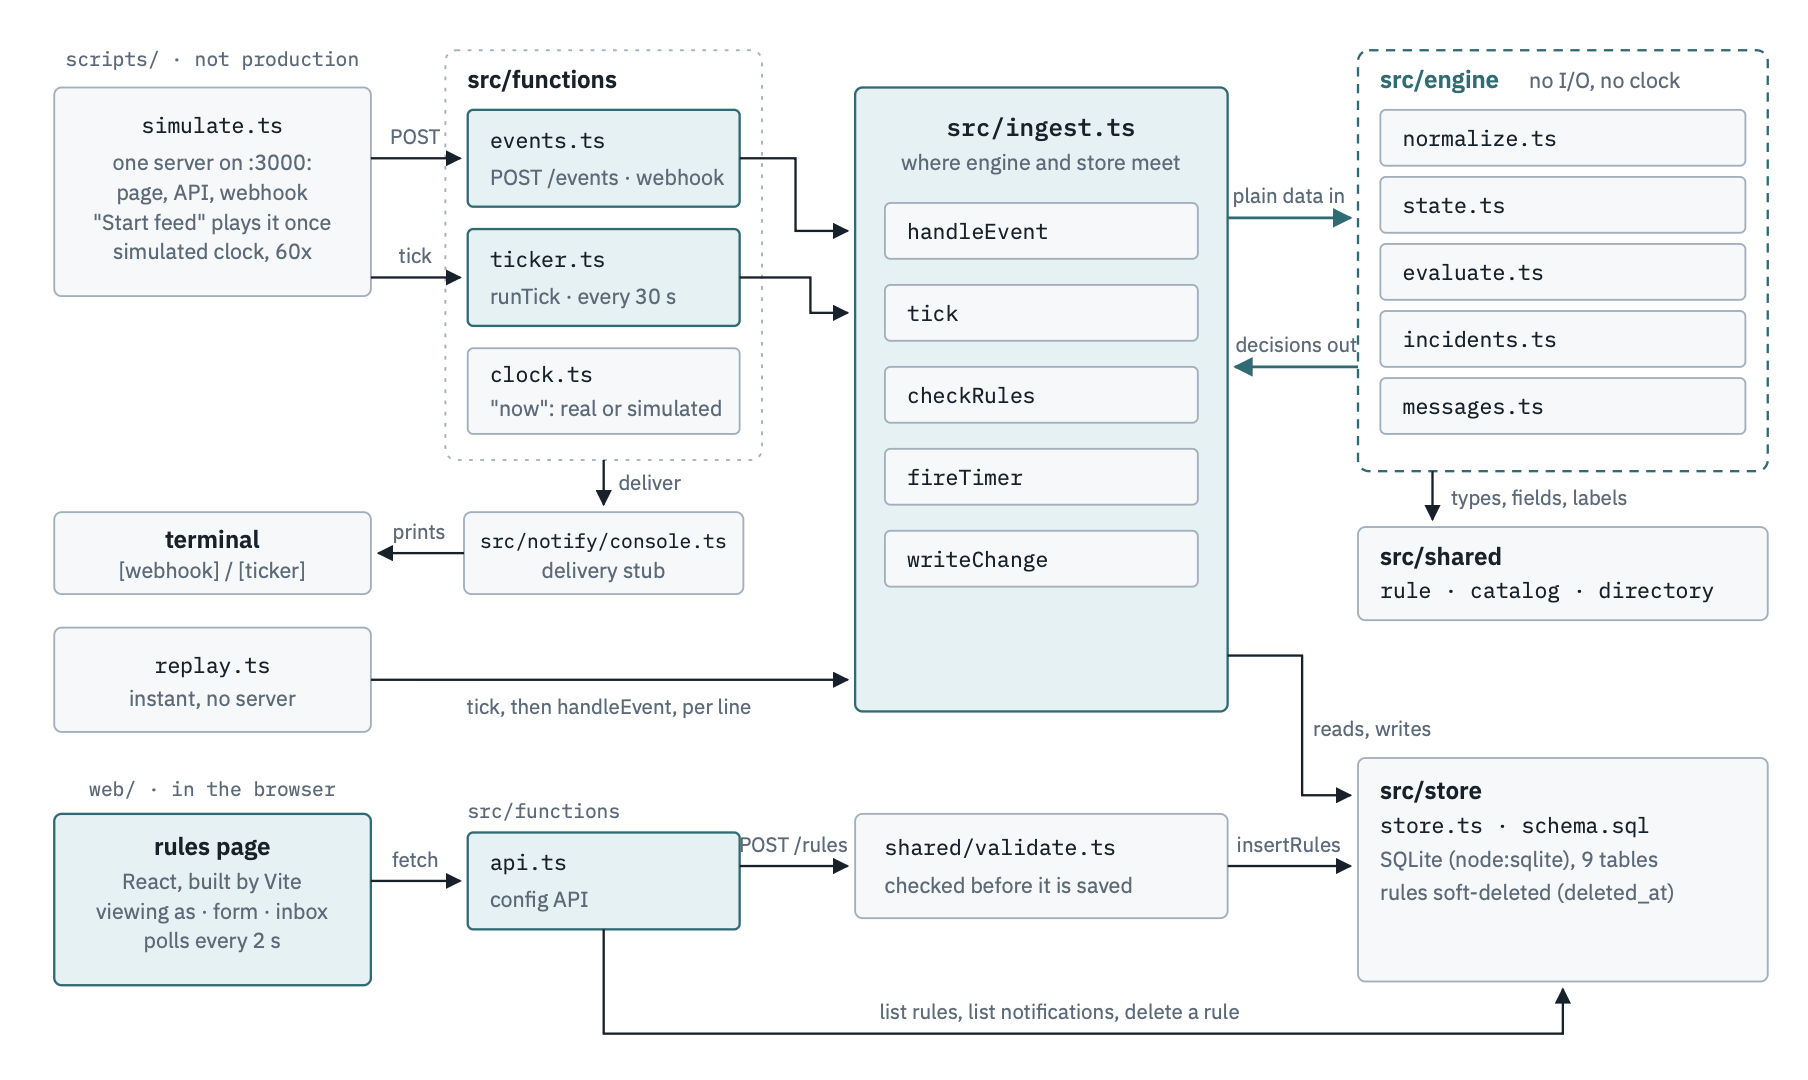 scripts/ · not production
simulate.ts
one server on :3000:
page, API, webhook
"Start feed" plays it once
simulated clock, 60x
POST
tick
src/functions
events.ts
POST /events · webhook
ticker.ts
runTick · every 30 s
clock.ts
"now": real or simulated
deliver
terminal
[webhook] / [ticker]
prints
src/notify/console.ts
delivery stub
replay.ts
instant, no server
tick, then handleEvent, per line
src/ingest.ts
where engine and store meet
handleEvent
tick
checkRules
fireTimer
writeChange
plain data in
decisions out
src/engine no I/O, no clock
normalize.ts
state.ts
evaluate.ts
incidents.ts
messages.ts
types, fields, labels
src/shared
rule · catalog · directory
reads, writes
web/ · in the browser
rules page
React, built by Vite
viewing as · form · inbox
polls every 2 s
fetch
src/functions
api.ts
config API
POST /rules
shared/validate.ts
checked before it is saved
insertRules
src/store
store.ts · schema.sql
SQLite (node:sqlite), 9 tables
rules soft-deleted (deleted_at)
list rules, list notifications, delete a rule